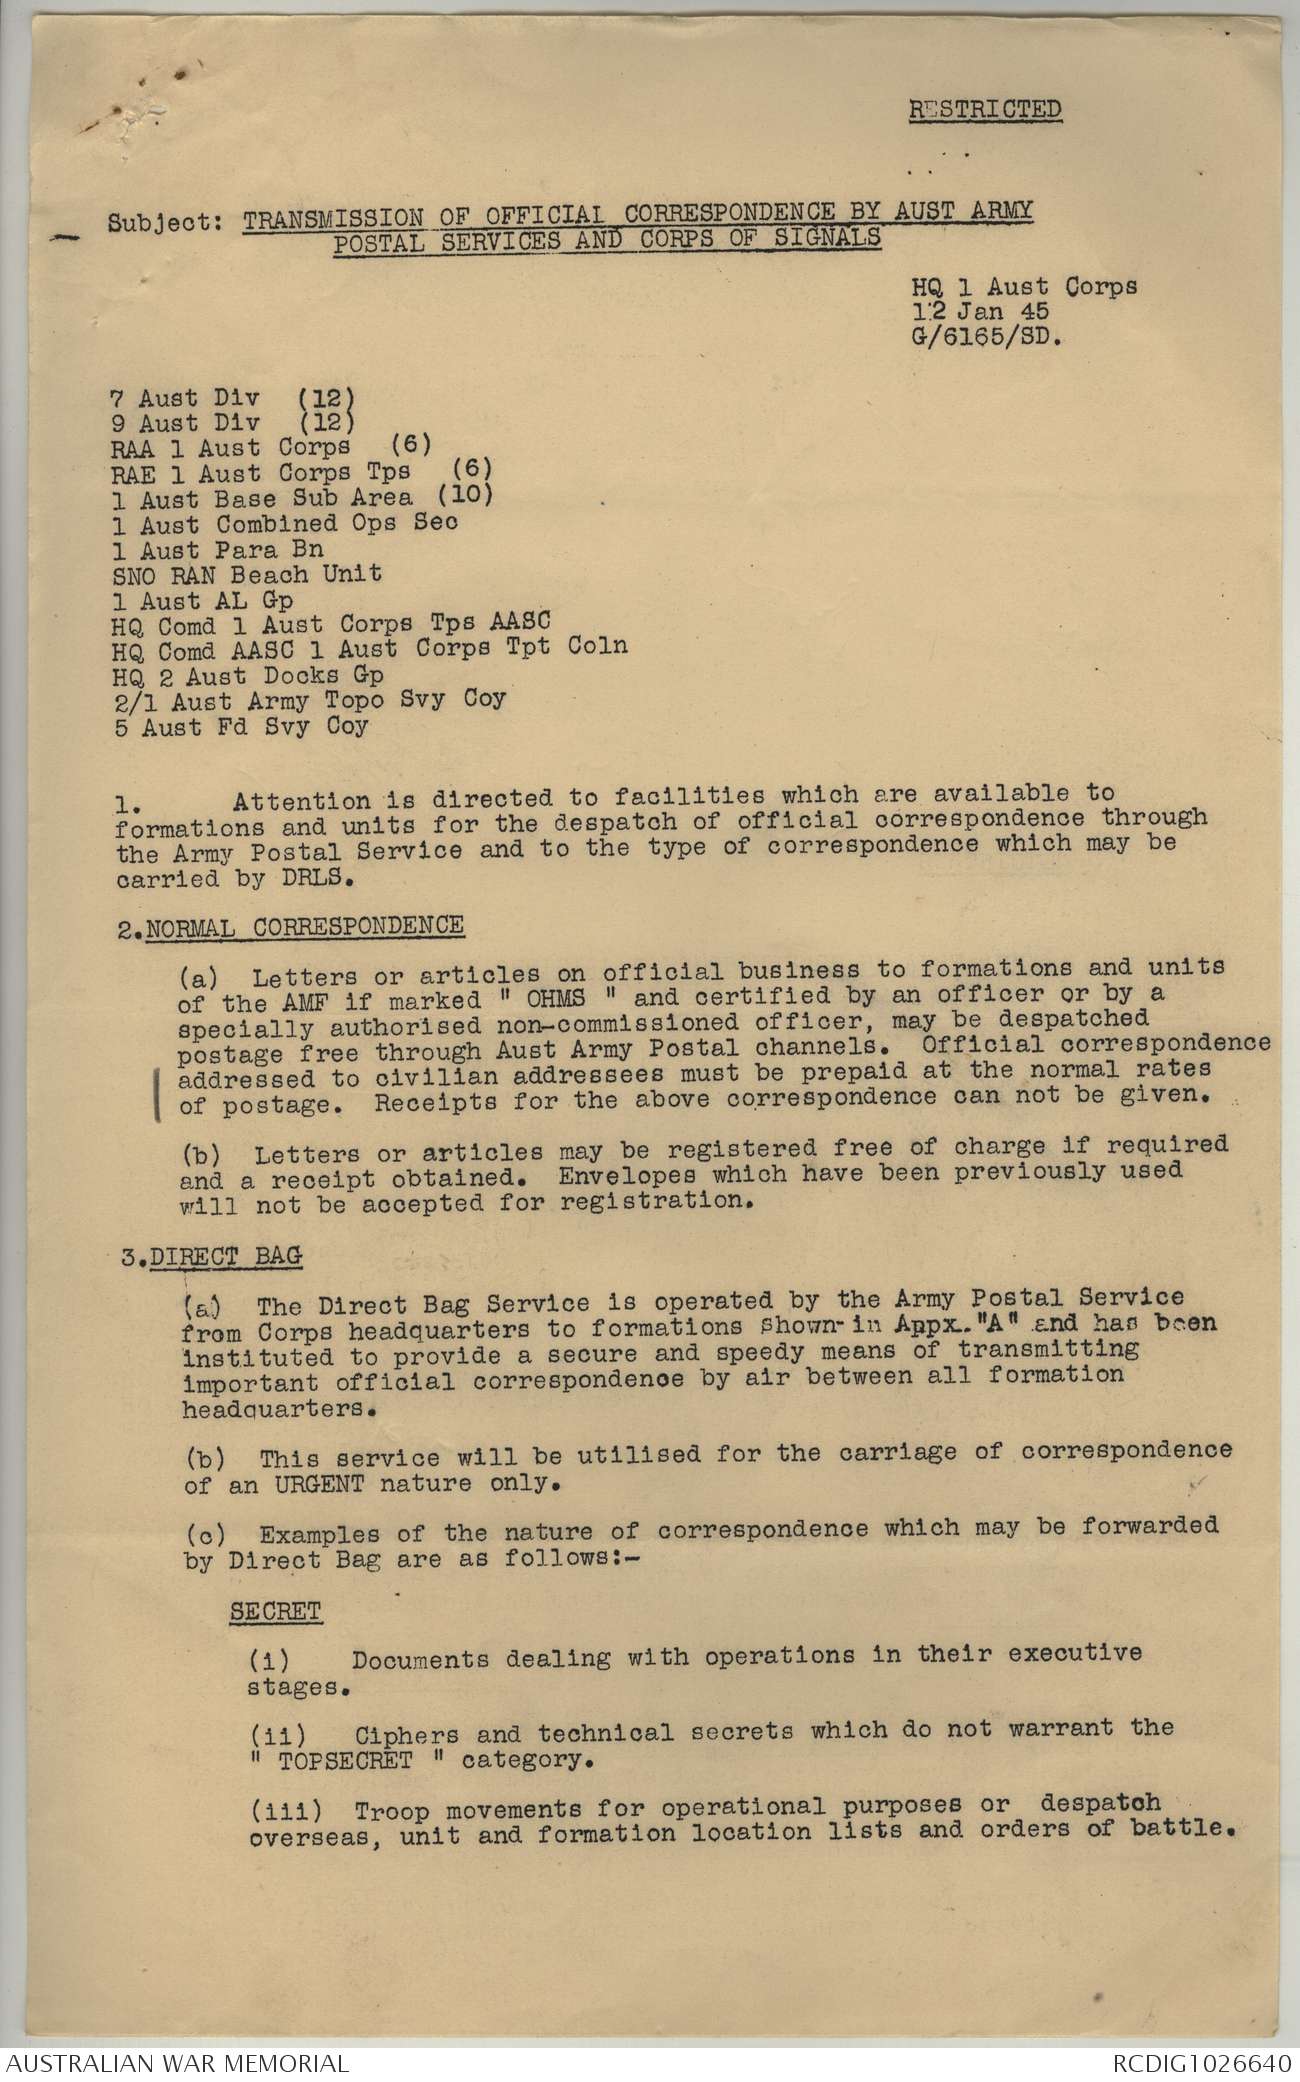 RESTRICTED
Subject: TRANSMISSION OF OFFICIAL CORRESPONDENCE BY AUST ARMY
POSTAL SERVICES AND CORPS OF SIGNALS
HQ 1 Aust Corps
12 Jan 45
G/6165/SD.
7 Aust Div (12)
9 Aust Div (12)
RAA 1 Aust Corps (6)
RAE 1 Aust Corps Tps (6)
1 Aust Base Sub Area (10)
1 Aust Combined Ops Sec
1 Aust Para Bn
SNO RAN Beach Unit
1 Aust AL Gp
HQ Comd 1 Aust Corps Tps AASC
HQ Comd AASC 1 Aust Corps Tpt Coln
HQ 2 Aust Docks Gp
2/1 Aust Army Topo Svy Coy
5 Aust Fd Svy Coy
1. Attention is directed to facilities which are available to
formations and units for the despatch of official correspondence through
the Army Postal Service and to the type of correspondence which may be
carried by DRLS.
2. NORMAL CORRESPONDENCE
(a) Letters or articles on official business to formations and units
of the AMF if marked " OHMS " and certified by an officer or by a
specially authorised non-commissioned officer, may be despatched
postage free through Aust Army Postal channels. Official correspondence
addressed to civilian addressees must be prepaid at the normal rates
of postage. Receipts for the above correspondence can not be given.
(b) Letters or articles may be registered free of charge if required
and a receipt obtained. Envelopes which have been previously used
will not be accepted for registration.
3. DIRECT BAG
(a) The Direct Bag Service is operated by the Army Postal Service
from Corps headquarters to formations shown in Appx. "A" and has been
instituted to provide a secure and speedy means of transmitting
important official correspondence by air between all formation
headquarters.
(b) This service will be utilised for the carriage of correspondence
of an URGENT nature only.
(c) Examples of the nature of correspondence which may be forwarded
by Direct Bag are as follows:-
SECRET
(i) Documents dealing with operations in their executive
stages.
(ii) Ciphers and technical secrets which do not warrant the
" TOPSECRET " category.
(iii) Troop movements for operational purposes or despatch
overseas, unit and formation location lists and orders of battle.
AUSTRALIAN WAR MEMORIAL
RCDIG1026640